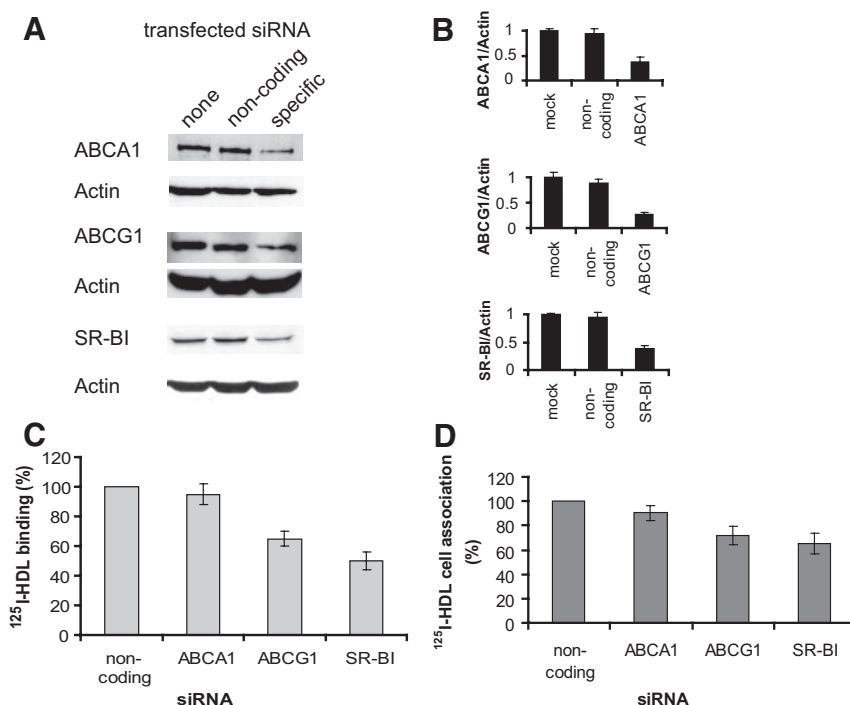 A
transfected siRNA
none
non-coding
specific
ABCA1
Actin
ABCG1
Actin
SR-BI
Actin
B
ABCA1/Actin
1
0.5
0
mock
non-
coding
ABCA1
ABCG1/Actin
1
0.5
0
mock
non-
coding
ABCG1
SR-BI/Actin
1
0.5
0
mock
non-
coding
SR-BI
C
¹²⁵I-HDL binding (%)
120
100
80
60
40
20
0
non-
coding
ABCA1
ABCG1
SR-BI
siRNA
D
¹²⁵I-HDL cell association
(%)
120
100
80
60
40
20
0
non-
coding
ABCA1
ABCG1
SR-BI
siRNA